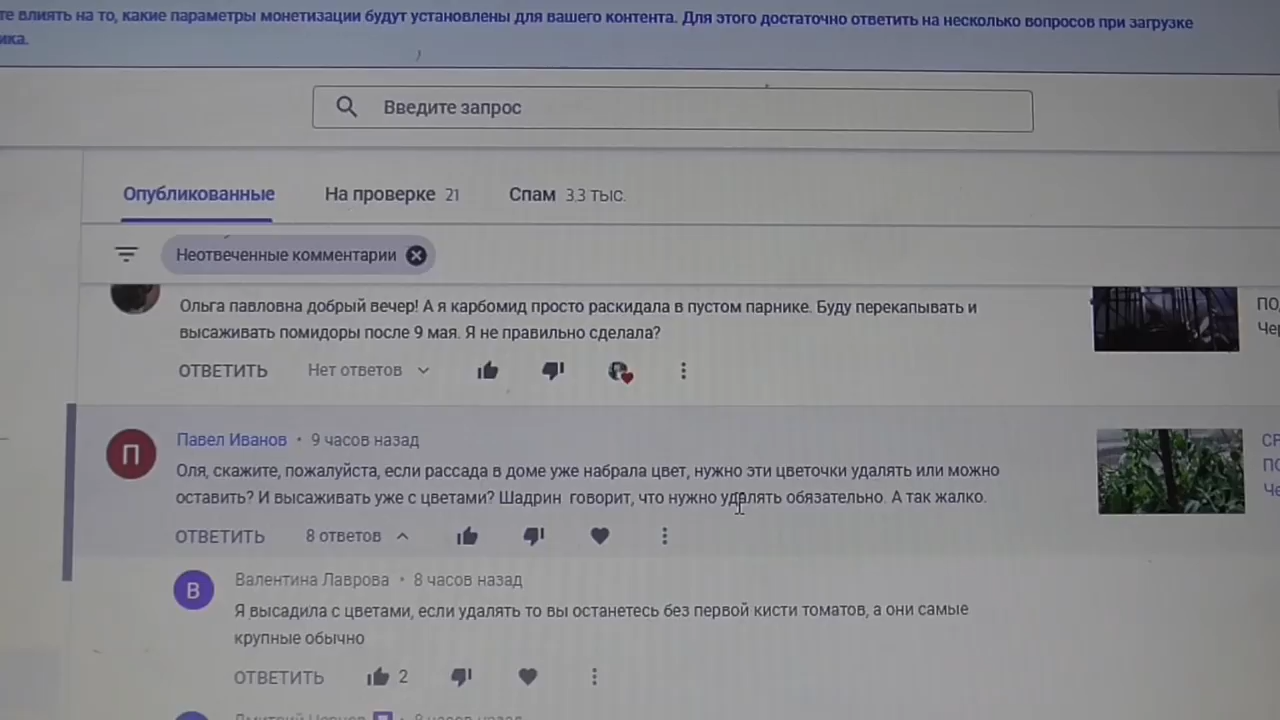 те влиять на то, какие параметры монетизации будут установлены для вашего контента. Для этого достаточно ответить на несколько вопросов при загрузке
ика.
Введите запрос
Опубликованные На проверке 21 Спам 3,3 тыс.
Неотвеченные комментарии
Ольга павловна добрый вечер! А я карбомид просто раскидала в пустом парнике. Буду перекапывать и
высаживать помидоры после 9 мая. Я не правильно сделала?
ОТВЕТИТЬ Нет ответов
П
Павел Иванов • 9 часов назад
Оля, скажите, пожалуйста, если рассада в доме уже набрала цвет, нужно эти цветочки удалять или можно
оставить? И высаживать уже с цветами? Шадрин говорит, что нужно удалять обязательно. А так жалко.
ОТВЕТИТЬ 8 ответов
В
Валентина Лаврова • 8 часов назад
Я высадила с цветами, если удалять то вы останетесь без первой кисти томатов, а они самые
крупные обычно
ОТВЕТИТЬ 2